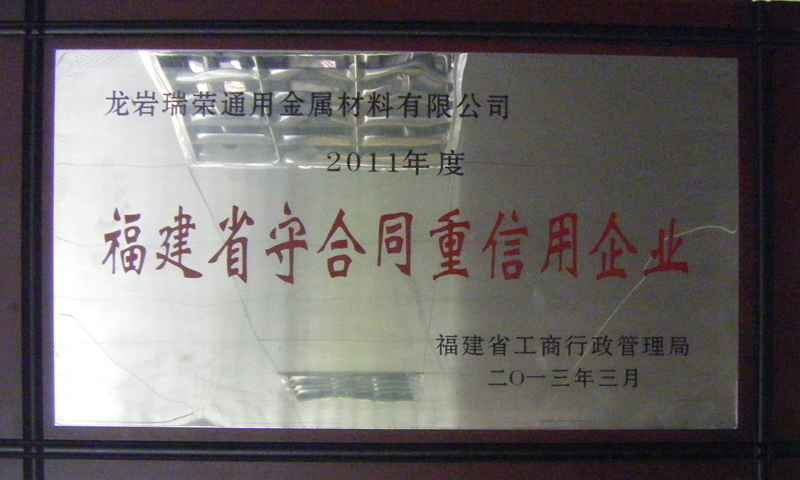 龙岩瑞荣通用金属材料有限公司
2011年度
福建省守合同重信用企业
福建省工商行政管理局
二〇一三年三月